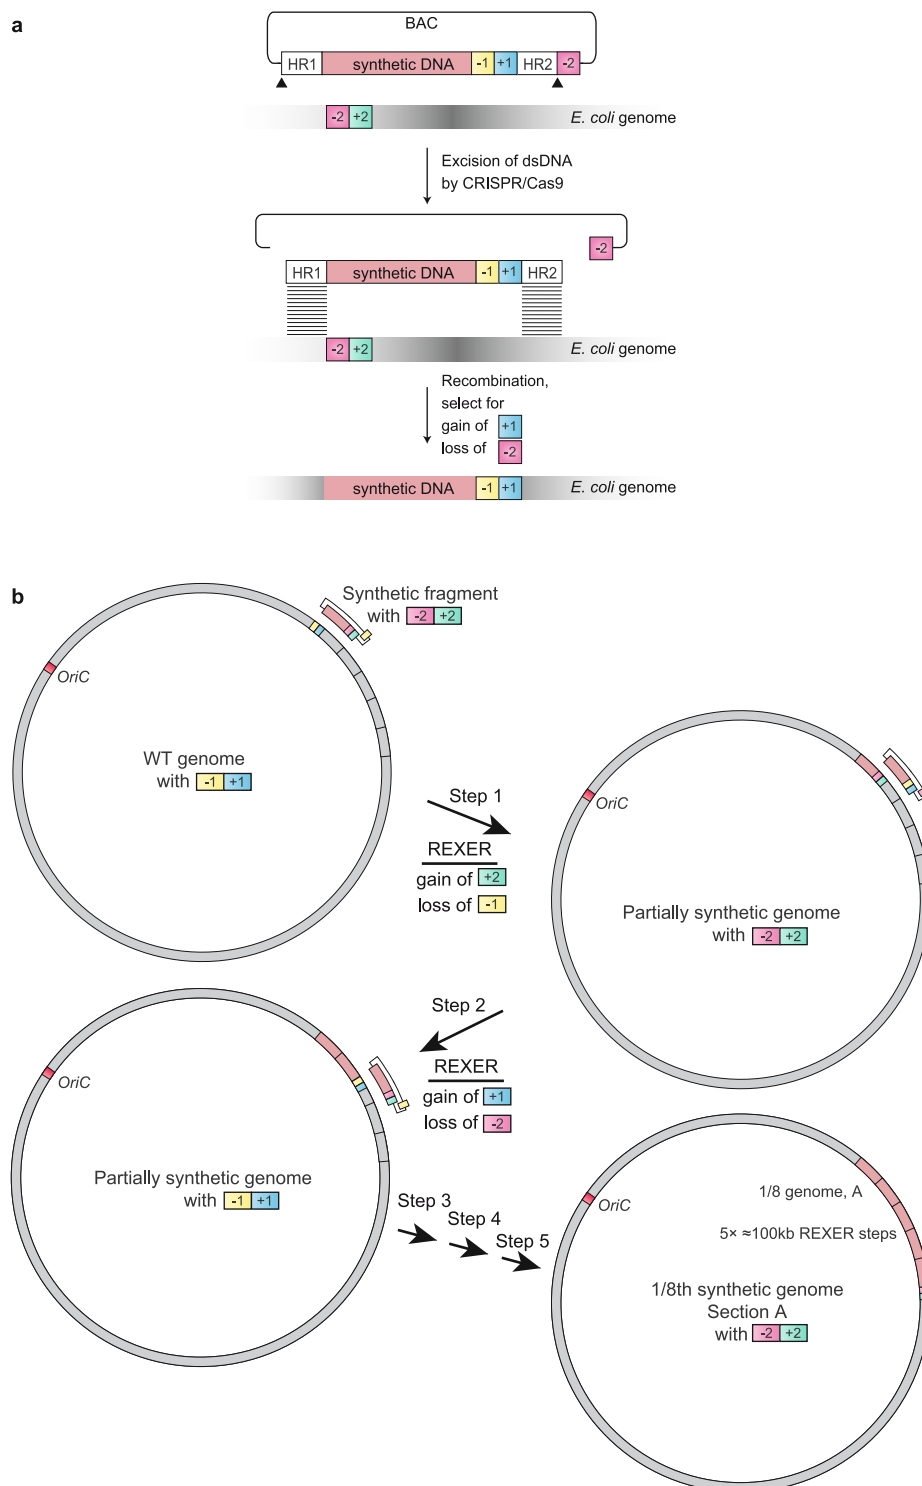 a
BAC
HR1 synthetic DNA -1 +1 HR2 -2
-2 +2 E. coli genome
Excision of dsDNA
by CRISPR/Cas9
-2
HR1 synthetic DNA -1 +1 HR2
-2 +2 E. coli genome
Recombination,
select for
gain of +1
loss of -2
synthetic DNA -1 +1 E. coli genome
b
Synthetic fragment
with -2 +2
OriC
WT genome
with -1 +1
Step 1
REXER
gain of +2
loss of -1
OriC
Partially synthetic genome
with -2 +2
Step 2
REXER
gain of +1
loss of -2
OriC
Partially synthetic genome
with -1 +1
Step 3
Step 4
Step 5
OriC
1/8 genome, A
5× ≈100kb REXER steps
1/8th synthetic genome
Section A
with -2 +2